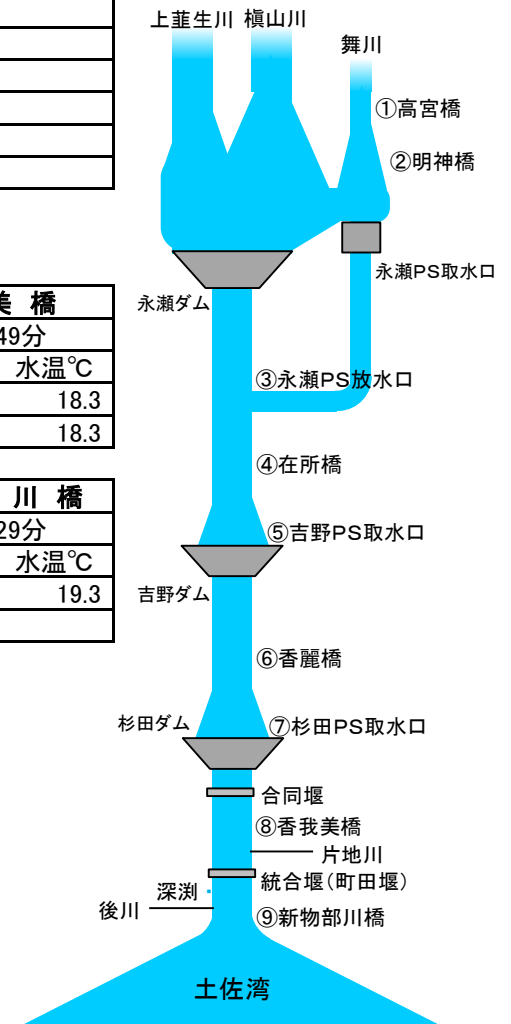 上韮生川 槇山川
舞川
①高宮橋
②明神橋
永瀬PS取水口
美 橋
永瀬ダム
49分
水温℃
18.3
③永瀬PS放水口
18.3
④在所橋
川 橋
29分
⑤吉野PS取水口
水温℃
19.3
吉野ダム
⑥香麗橋
杉田ダム
⑦杉田PS取水口
合同堰
⑧香我美橋
片地川
統合堰(町田堰)
深渕
後川
⑨新物部川橋
土佐湾